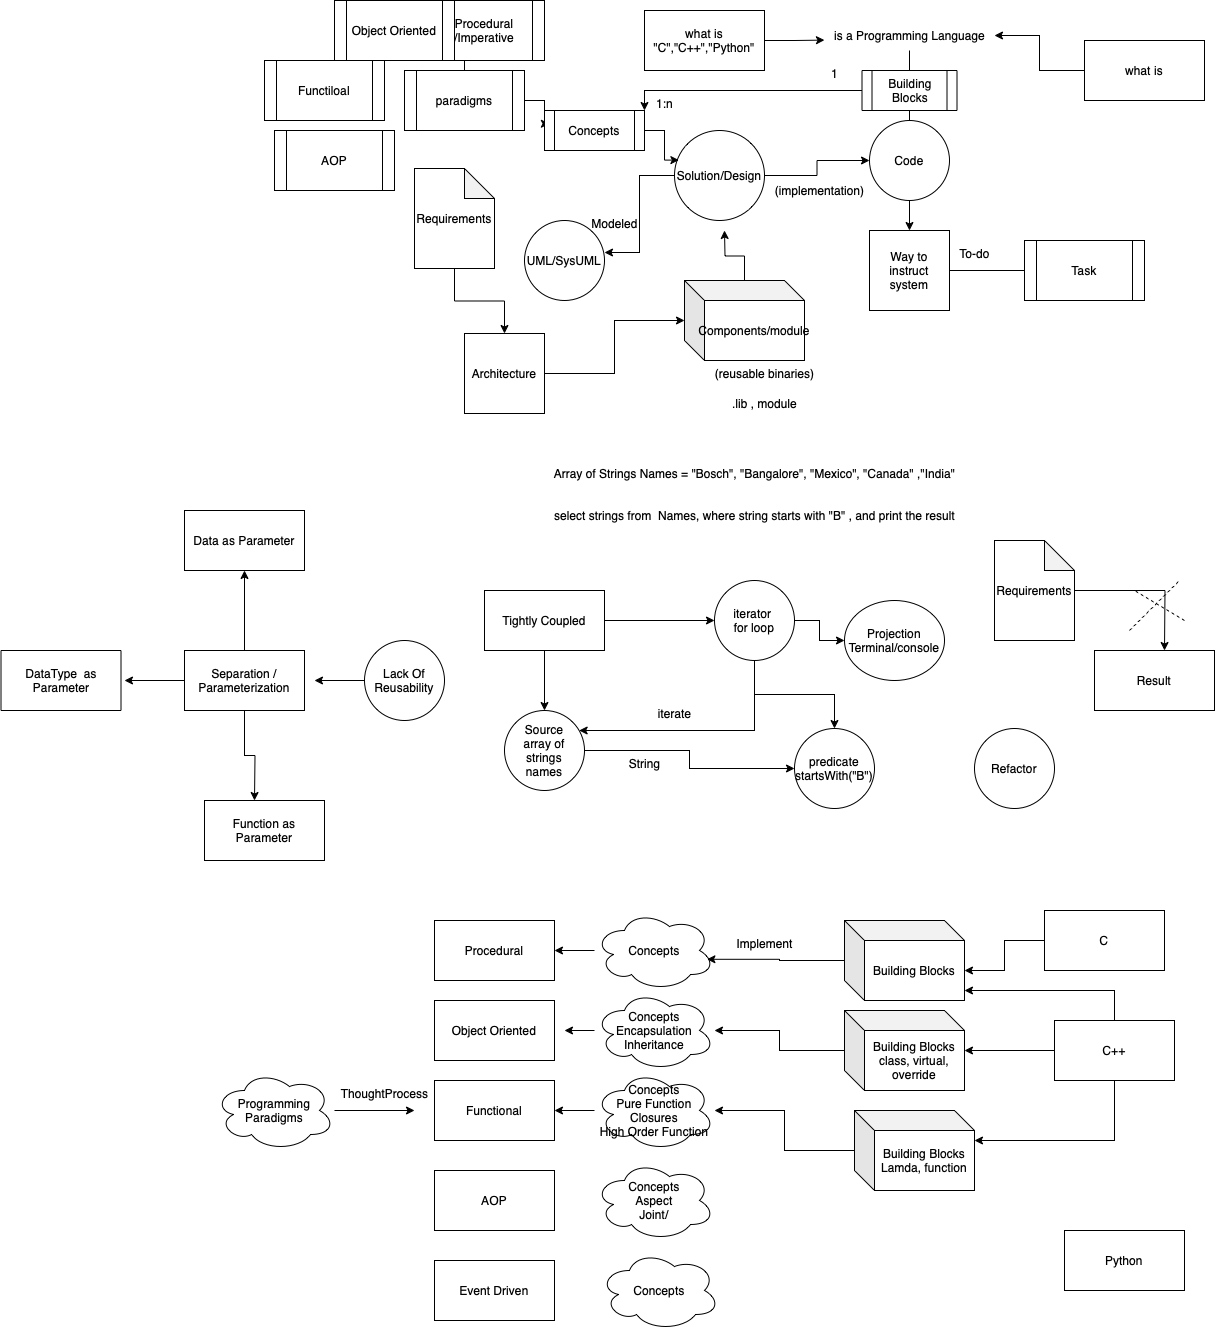 Object Oriented
Procedural
/Imperative
what is
"C","C++","Python"
is a Programming Language
what is
Functiloal
paradigms
1
Building
Blocks
1:n
Concepts
AOP
Code
Solution/Design
(implementation)
Requirements
Modeled
UML/SysUML
Way to
instruct
system
To-do
Task
Components/module
Architecture
(reusable binaries)
.lib , module
Array of Strings Names = "Bosch", "Bangalore", "Mexico", "Canada" ,"India"
select strings from  Names, where string starts with "B" , and print the result
Data as Parameter
Requirements
Tightly Coupled
iterator
for loop
Projection
Terminal/console
DataType  as
Parameter
Separation /
Parameterization
Lack Of
Reusability
Result
iterate
Source
array of
strings
names
String
predicate
startsWith("B")
Refactor
Function as
Parameter
Procedural
Concepts
Implement
Building Blocks
C
Object Oriented
Concepts
Encapsulation
Inheritance
Building Blocks
class, virtual,
override
C++
Programming
Paradigms
ThoughtProcess
Functional
Concepts
Pure Function
Closures
High Order Function
Building Blocks
Lamda, function
AOP
Concepts
Aspect
Joint/
Python
Event Driven
Concepts